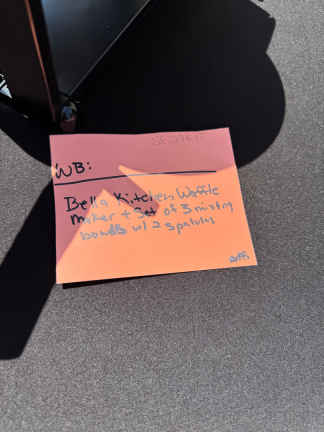 WB:
Bella Kitchen Waffle
maker + Set of 3 mixing
bowls w/ 2 spatulas